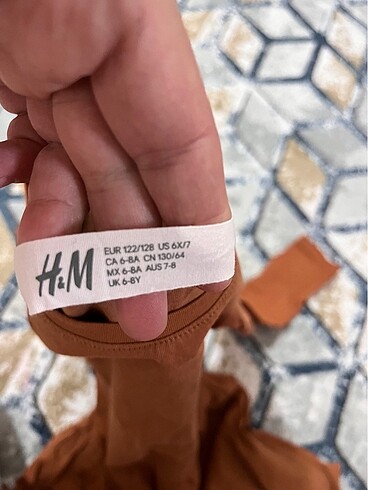 H&M
EUR 122/128 US 6X/7
CA 6-8A CN 130/64
MX 6-8A AUS 7-8
UK 6-8Y